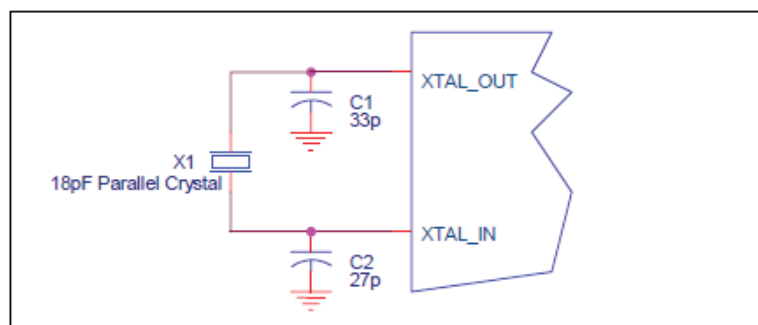 XTAL_OUT
C1
33p
X1
18pF Parallel Crystal
XTAL_IN
C2
27p